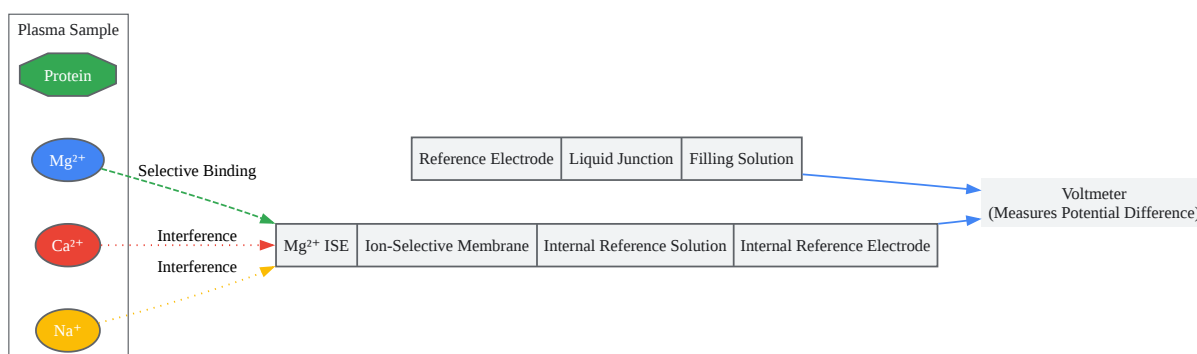 Plasma Sample
Protein
Mg²⁺
Selective Binding
Ca²⁺
Interference
Na⁺
Interference
Reference Electrode
Liquid Junction
Filling Solution
Mg²⁺ ISE
Ion-Selective Membrane
Internal Reference Solution
Internal Reference Electrode
Voltmeter
(Measures Potential Difference)